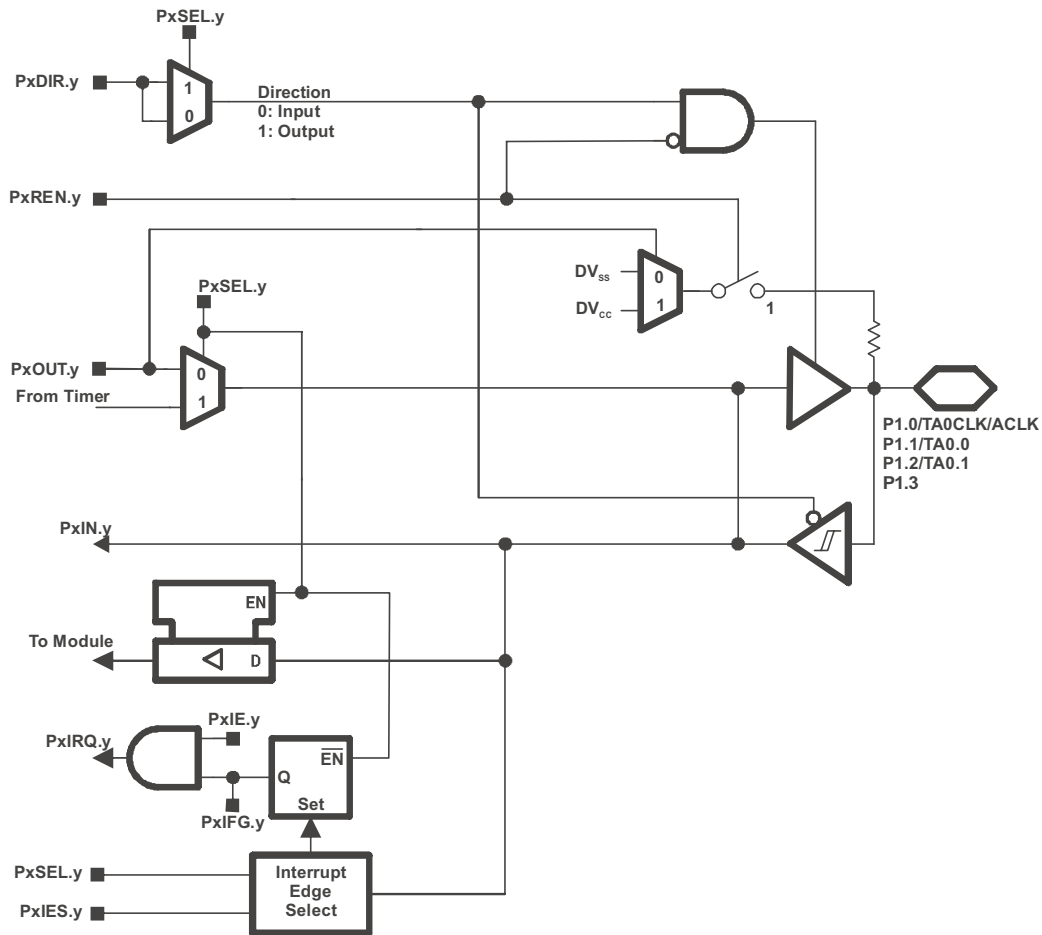 PxSEL.y
PxDIR.y
1
0
Direction
0: Input
1: Output
PxREN.y
DVSS
0
DVCC
1
1
PxSEL.y
PxOUT.y
0
From Timer
1
P1.0/TA0CLK/ACLK
P1.1/TA0.0
P1.2/TA0.1
P1.3
PxIN.y
EN
To Module
D
PxIE.y
PxIRQ.y
EN
Q
Set
PxIFG.y
PxSEL.y
PxIES.y
Interrupt
Edge
Select